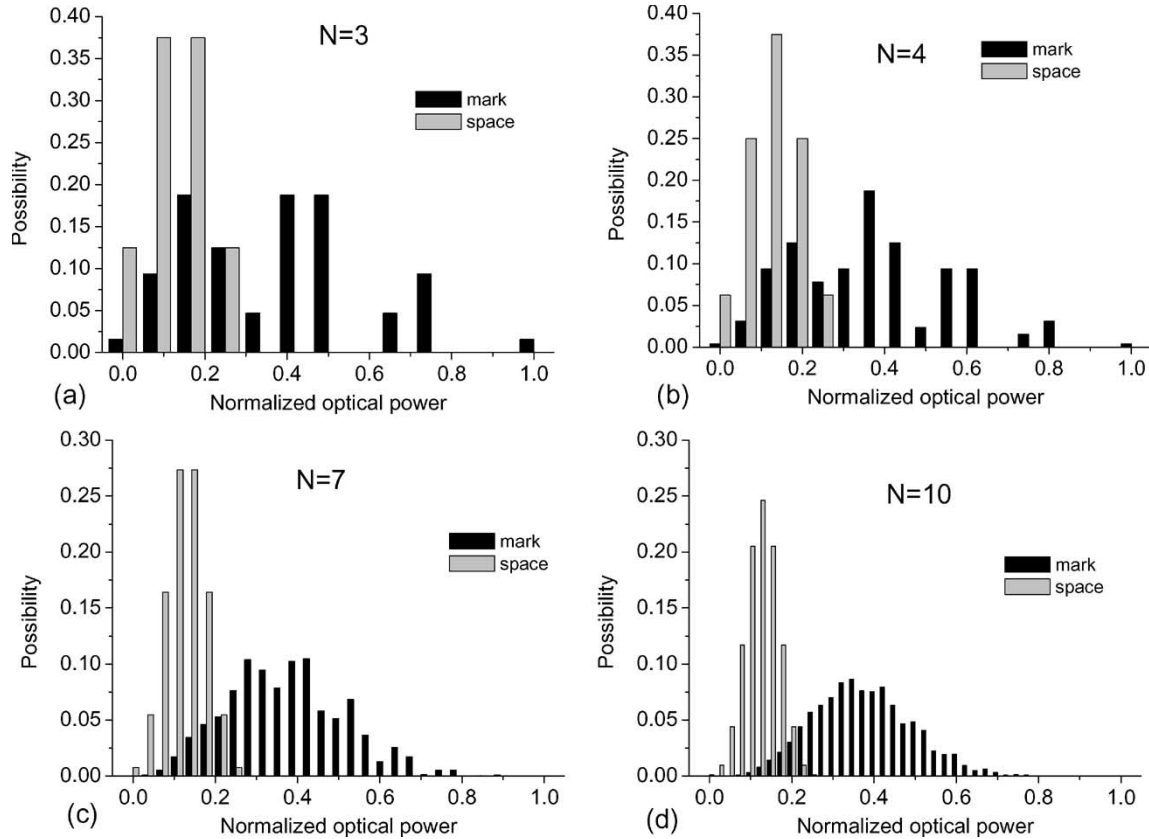 N=3
mark
space
0.40
0.35
0.30
0.25
0.20
0.15
0.10
0.05
0.00
Possibility
0.0 0.2 0.4 0.6 0.8 1.0
(a) Normalized optical power
N=4
mark
space
0.40
0.35
0.30
0.25
0.20
0.15
0.10
0.05
0.00
Possibility
0.0 0.2 0.4 0.6 0.8 1.0
(b) Normalized optical power
N=7
mark
space
0.30
0.25
0.20
0.15
0.10
0.05
0.00
Possibility
0.0 0.2 0.4 0.6 0.8 1.0
(c) Normalized optical power
N=10
mark
space
0.30
0.25
0.20
0.15
0.10
0.05
0.00
Possibility
0.0 0.2 0.4 0.6 0.8 1.0
(d) Normalized optical power